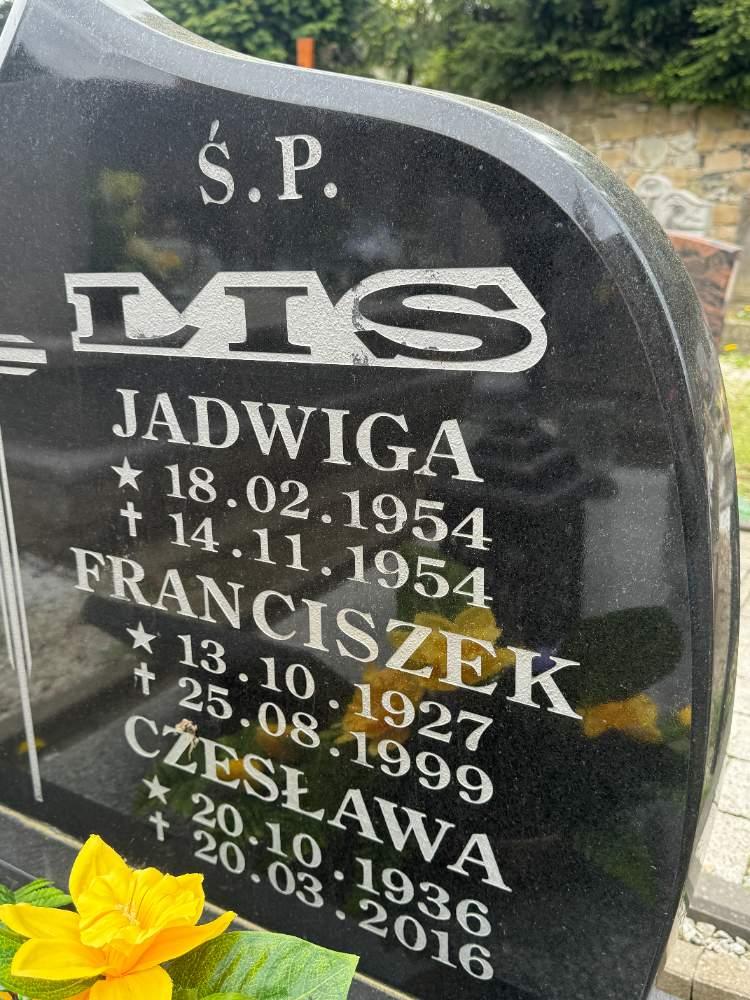 Ś.P.
LIS
JADWIGA
★ 18.02.1954
✝ 14.11.1954
FRANCISZEK
★ 13.10.1927
✝ 25.08.1999
CZESŁAWA
★ 20.10.1936
✝ 20.03.2016